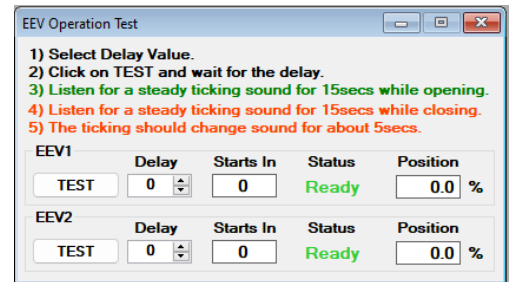 EEV Operation Test
1) Select Delay Value.
2) Click on TEST and wait for the delay.
3) Listen for a steady ticking sound for 15secs while opening.
4) Listen for a steady ticking sound for 15secs while closing.
5) The ticking should change sound for about 5secs.
EEV1
Delay Starts In Status Position
TEST 0 0 Ready 0.0 %
EEV2
Delay Starts In Status Position
TEST 0 0 Ready 0.0 %